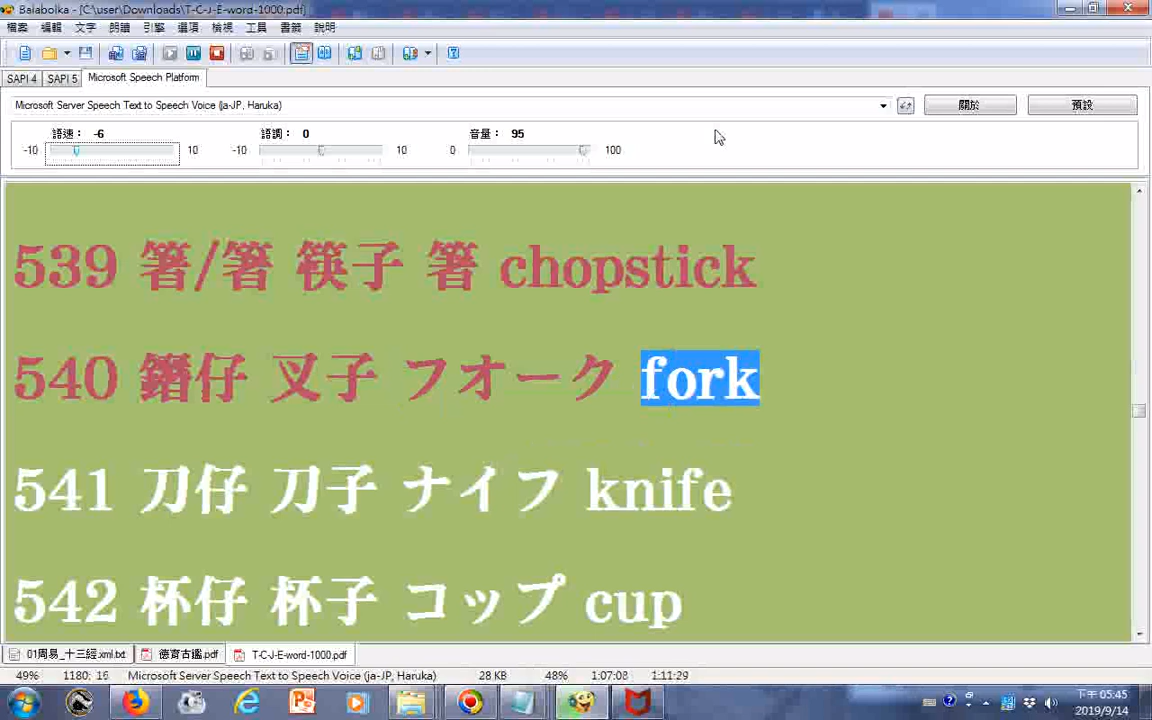 Balabolka - [C:\user\Downloads\T-C-J-E-word-1000.pdf]
檔案 編輯 文字 朗讀 引擎 選項 檢視 工具 書籤 說明
SAPI 4 SAPI 5 Microsoft Speech Platform
Microsoft Server Speech Text to Speech Voice (ja-JP, Haruka) 關於 預設
語速： -6 語調： 0 音量： 95
-10 10 -10 10 0 100
539 箸/箸 筷子 箸 chopstick
540 鑥仔 叉子 フオーク fork
541 刀仔 刀子 ナイフ knife
542 杯仔 杯子 コップ cup
01周易_十三經.xml.txt 德育古鑑.pdf T-C-J-E-word-1000.pdf
49% 1180; 16 Microsoft Server Speech Text to Speech Voice (ja-JP, Haruka) 28 KB 48% 1:07:08 1:11:29
下午 05:45
2019/9/14